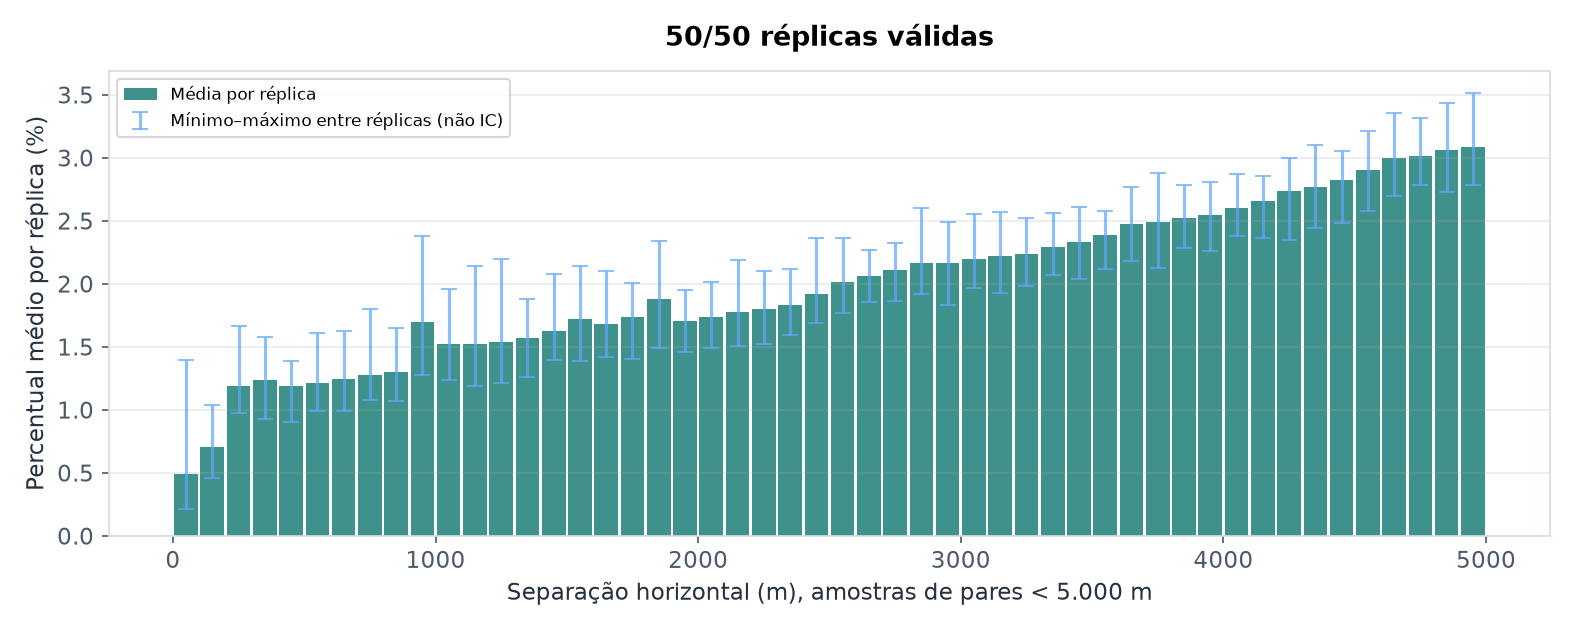 50/50 réplicas válidas
Média por réplica
Mínimo–máximo entre réplicas (não IC)
Percentual médio por réplica (%)
3.5
3.0
2.5
2.0
1.5
1.0
0.5
0.0
0 1000 2000 3000 4000 5000
Separação horizontal (m), amostras de pares < 5.000 m